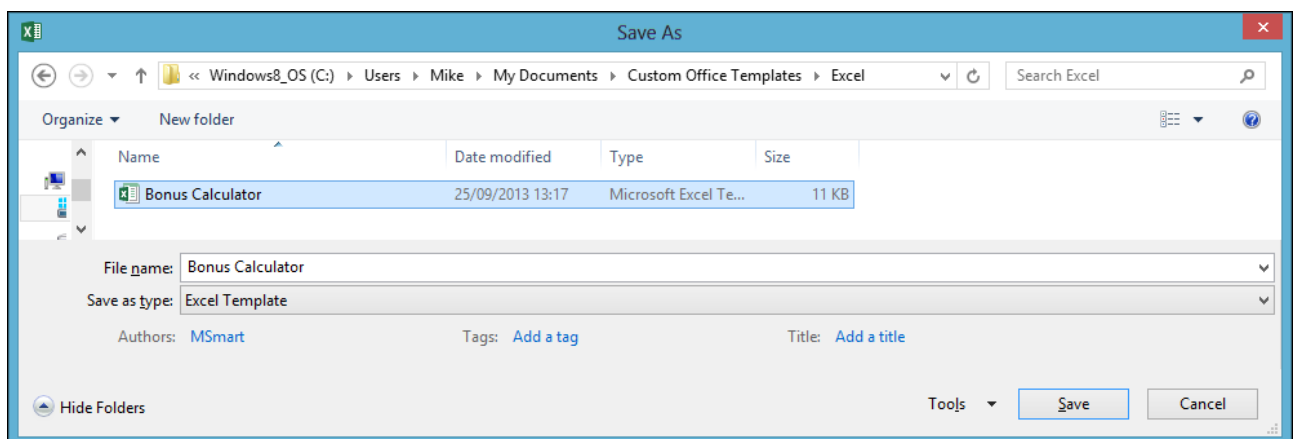 Save As
« Windows8_OS (C:) Users Mike My Documents Custom Office Templates Excel Search Excel
Organize New folder
Name Date modified Type Size
Bonus Calculator 25/09/2013 13:17 Microsoft Excel Te... 11 KB
File name: Bonus Calculator
Save as type: Excel Template
Authors: MSmart Tags: Add a tag Title: Add a title
Hide Folders Tools Save Cancel